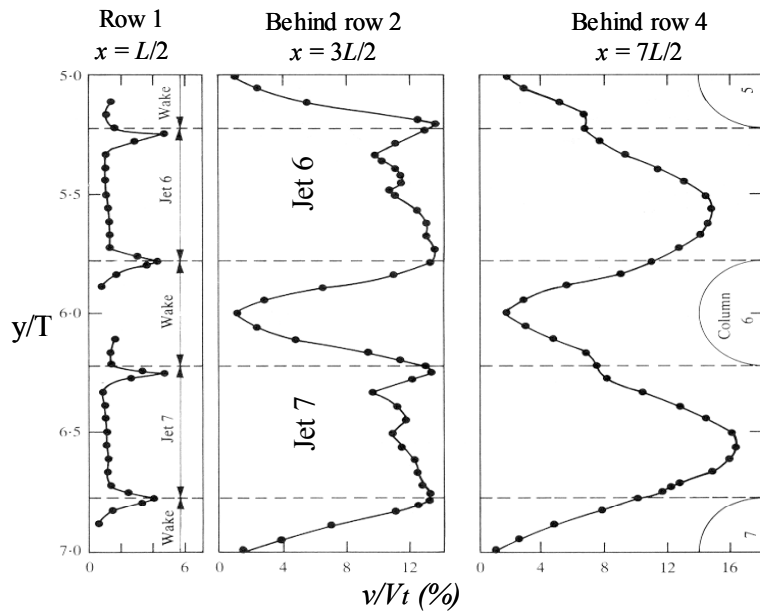 Row 1
x = L/2
Behind row 2
x = 3L/2
Behind row 4
x = 7L/2
5·0
5·5
6·0
6·5
7·0
y/T
Wake
Jet 6
Wake
Jet 7
Wake
Jet 6
Jet 7
5
Column
6
7
0 4 6
0 4 8 12
0 4 8 12 16
v/Vt (%)